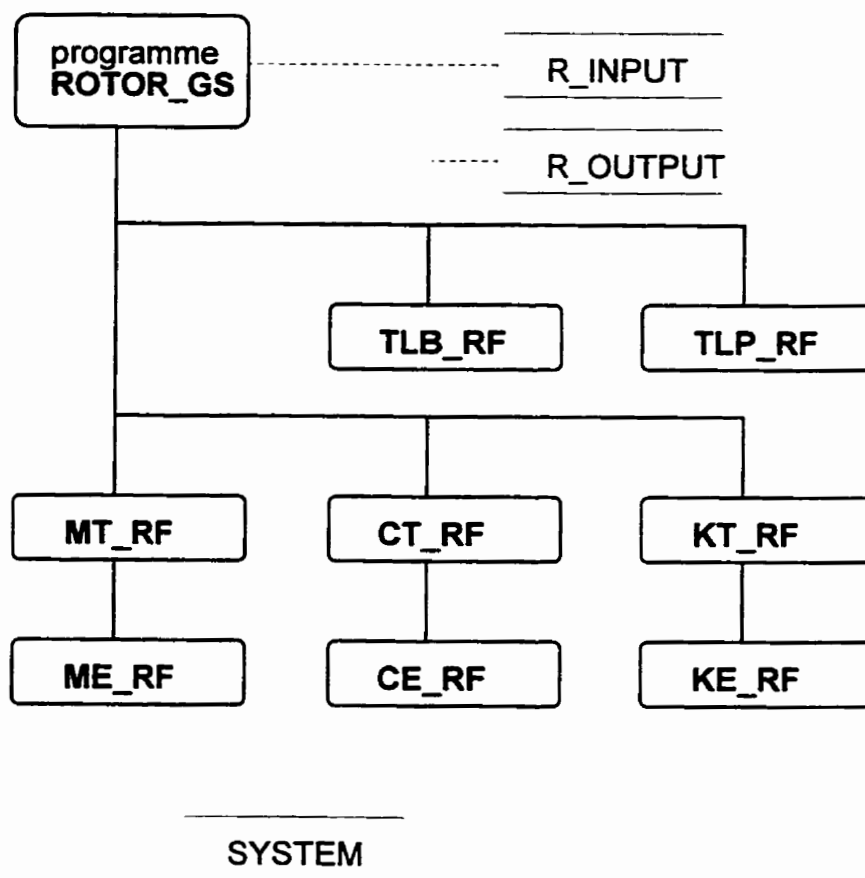 programme
ROTOR_GS
R_INPUT
R_OUTPUT
TLB_RF
TLP_RF
MT_RF
CT_RF
KT_RF
ME_RF
CE_RF
KE_RF
SYSTEM